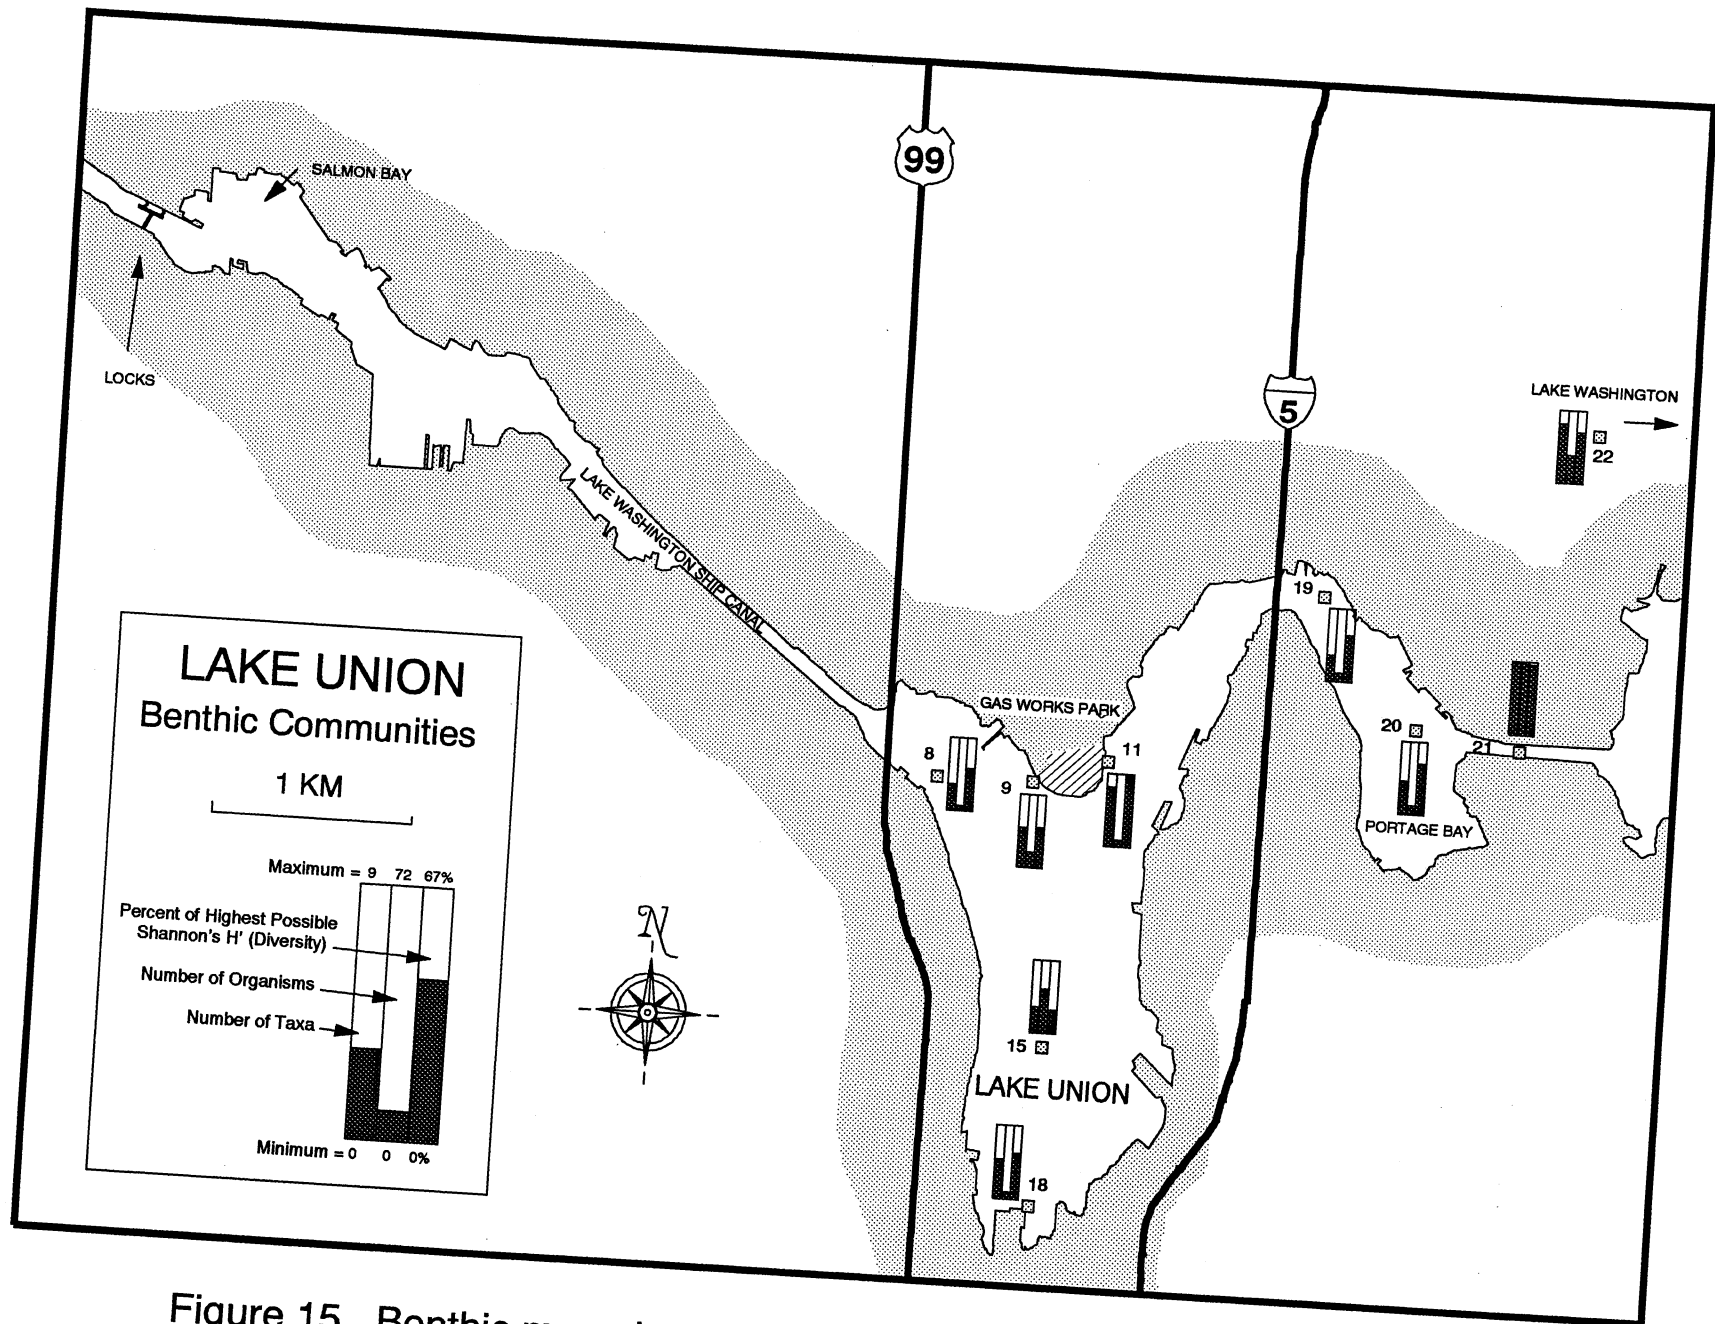 99
SALMON BAY
LOCKS
5
LAKE WASHINGTON
22
LAKE WASHINGTON SHIP CANAL
19
GAS WORKS PARK
8
9
11
20
21
PORTAGE BAY
15
LAKE UNION
18
LAKE UNION
Benthic Communities
1 KM
Maximum = 9 72 67%
Percent of Highest Possible
Shannon's H' (Diversity)
Number of Organisms
Number of Taxa
Minimum = 0 0 0%
N
Figure 15. Benthic